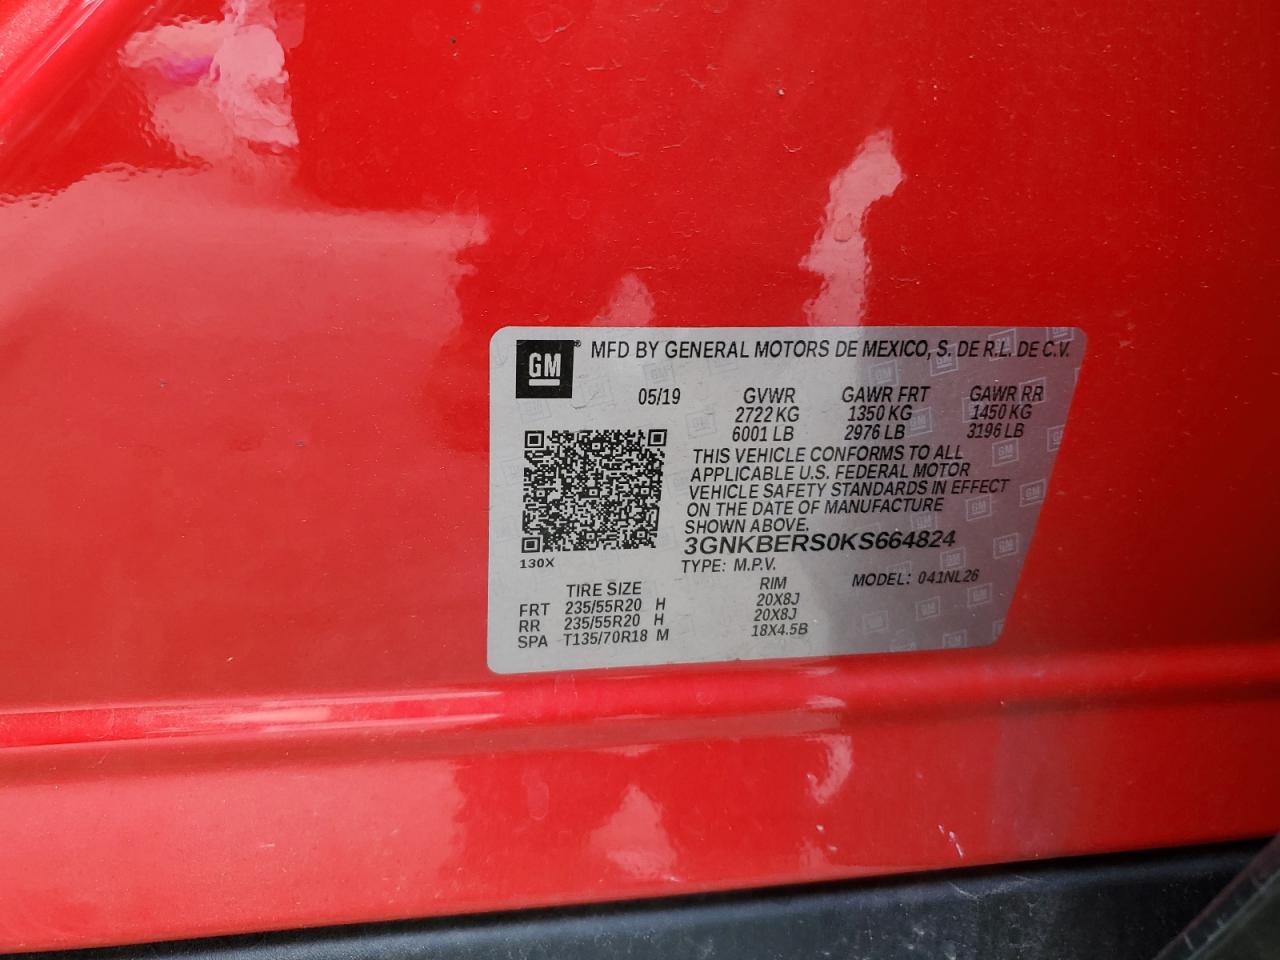 GM® MFD BY GENERAL MOTORS DE MEXICO, S. DE R.L. DE C.V.
05/19 GVWR GAWR FRT GAWR RR
2722 KG 1350 KG 1450 KG
6001 LB 2976 LB 3196 LB
THIS VEHICLE CONFORMS TO ALL
APPLICABLE U.S. FEDERAL MOTOR
VEHICLE SAFETY STANDARDS IN EFFECT
ON THE DATE OF MANUFACTURE
SHOWN ABOVE.
3GNKBERS0KS664824
130X
TYPE: M.P.V. MODEL: 041NL26
TIRE SIZE RIM
FRT 235/55R20 H 20X8J
RR 235/55R20 H 20X8J
SPA T135/70R18 M 18X4.5B